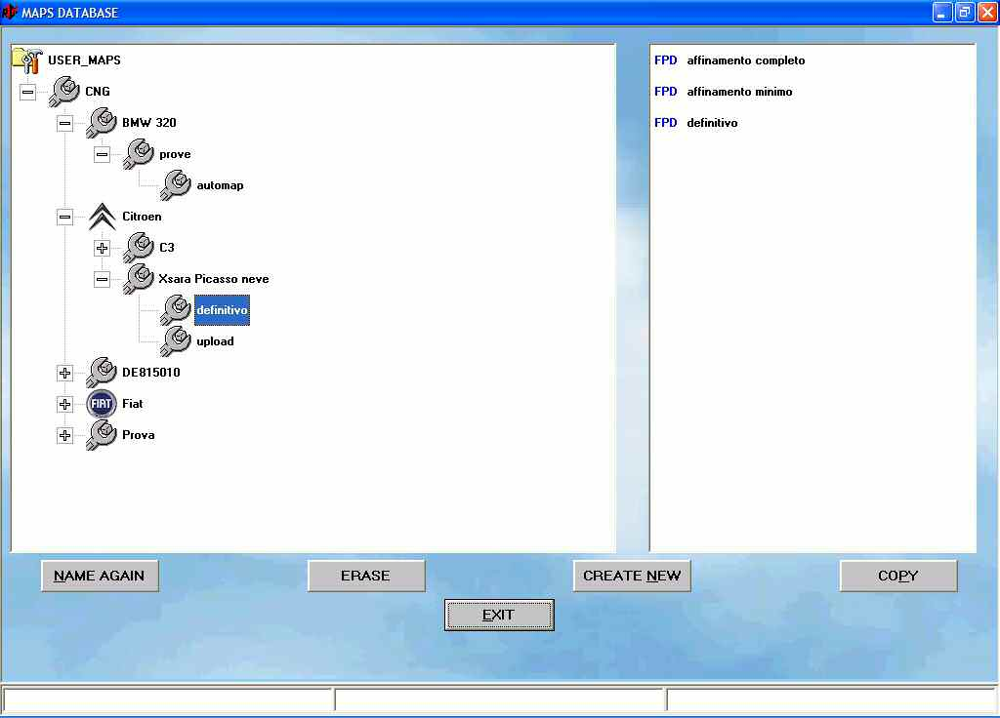 MAPS DATABASE
USER_MAPS
CNG
BMW 320
prove
automap
Citroen
C3
Xsara Picasso neve
definitivo
upload
DE815010
FIAT Fiat
Prova
FPD affinamento completo
FPD affinamento minimo
FPD definitivo
NAME AGAIN
ERASE
CREATE NEW
COPY
EXIT